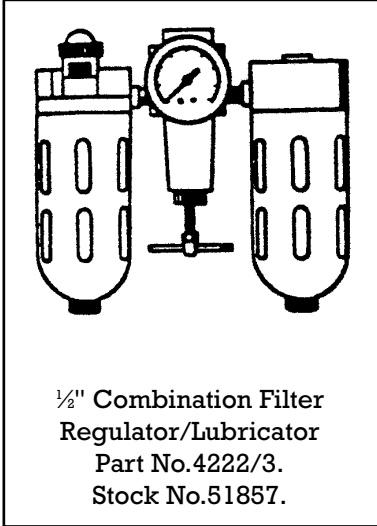 ½" Combination Filter
Regulator/Lubricator
Part No.4222/3.
Stock No.51857.